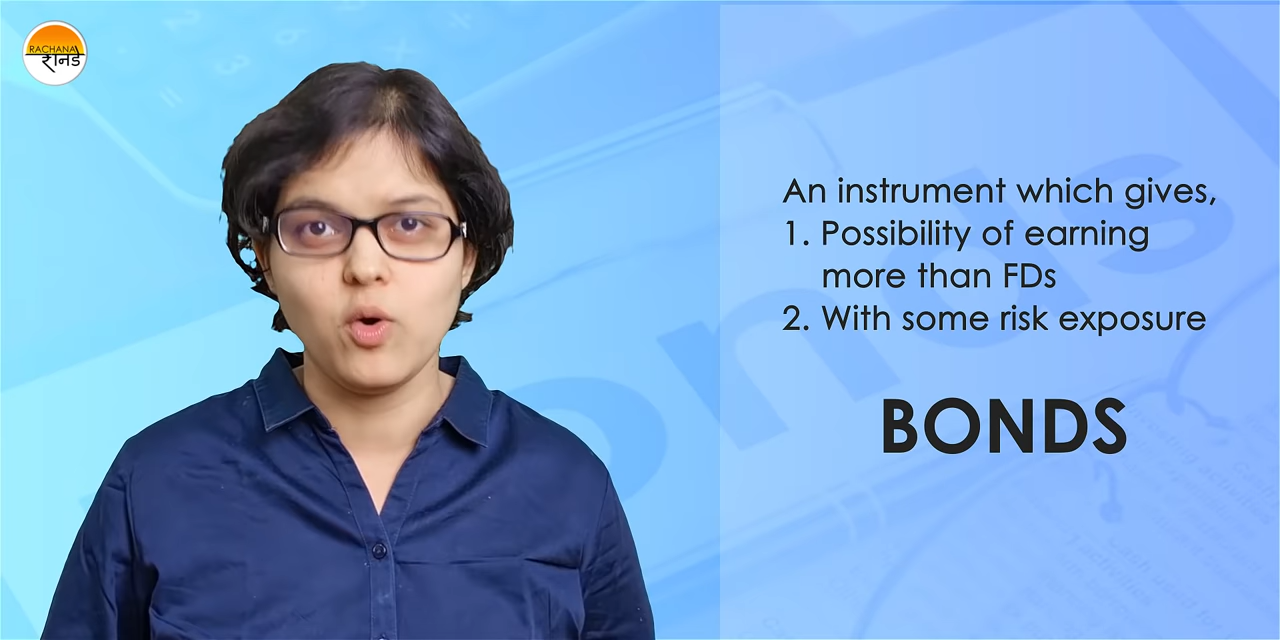 RACHANA
रानडे
An instrument which gives,
1. Possibility of earning
more than FDs
2. With some risk exposure
BONDS